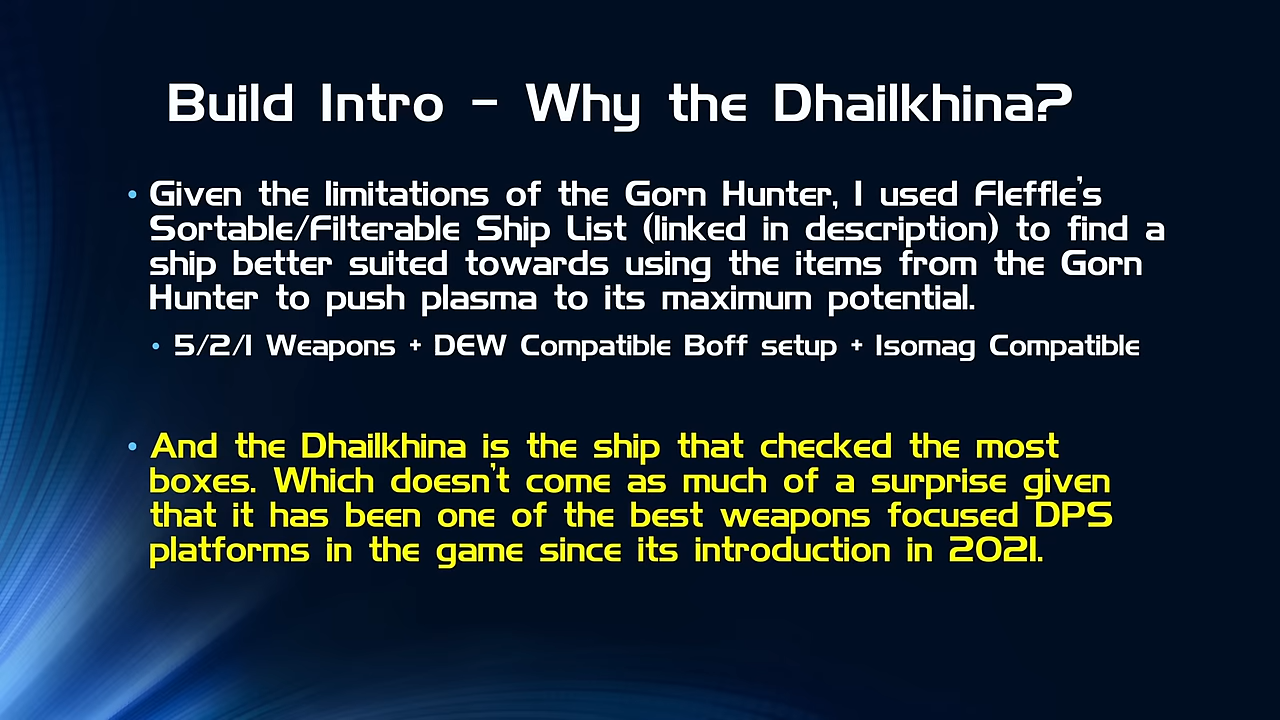 Build Intro - Why the Dhailkhina?
• Given the limitations of the Gorn Hunter, I used Fleffle's
Sortable/Filterable Ship List (linked in description) to find a
ship better suited towards using the items from the Gorn
Hunter to push plasma to its maximum potential.
• 5/2/1 Weapons + DEW Compatible Boff setup + Isomag Compatible
• And the Dhailkhina is the ship that checked the most
boxes. Which doesn't come as much of a surprise given
that it has been one of the best weapons focused DPS
platforms in the game since its introduction in 2021.